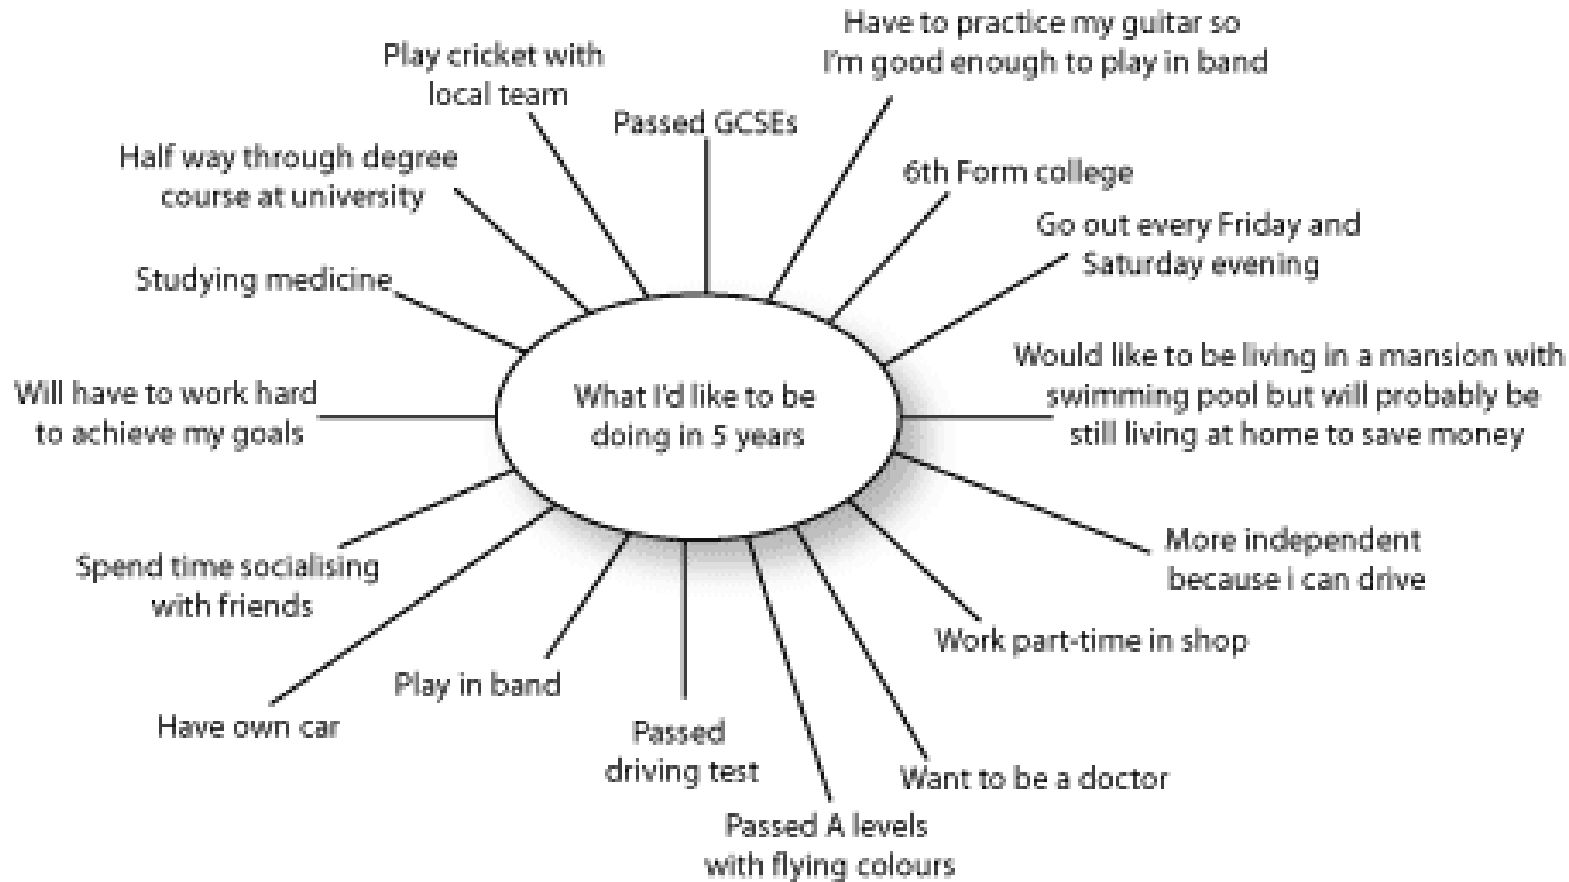 Have to practice my guitar so
I'm good enough to play in band
Play cricket with
local team
Passed GCSEs
Half way through degree
course at university
6th Form college
Go out every Friday and
Saturday evening
Studying medicine
Would like to be living in a mansion with
swimming pool but will probably be
still living at home to save money
What I'd like to be
doing in 5 years
Will have to work hard
to achieve my goals
More independent
because i can drive
Spend time socialising
with friends
Work part-time in shop
Play in band
Have own car
Passed
driving test
Want to be a doctor
Passed A levels
with flying colours